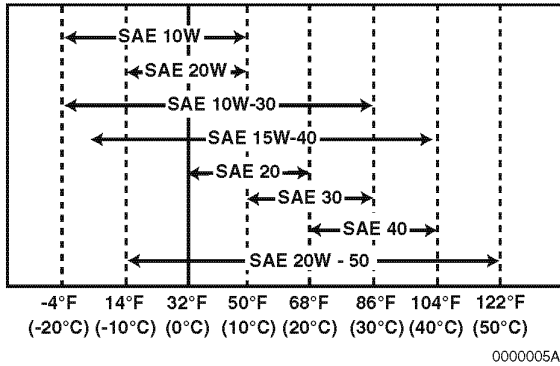 SAE 10W
SAE 20W
SAE 10W-30
SAE 15W-40
SAE 20
SAE 30
SAE 40
SAE 20W - 50
-4°F 14°F 32°F 50°F 68°F 86°F 104°F 122°F
(-20°C) (-10°C) (0°C) (10°C) (20°C) (30°C) (40°C) (50°C)
0000005A